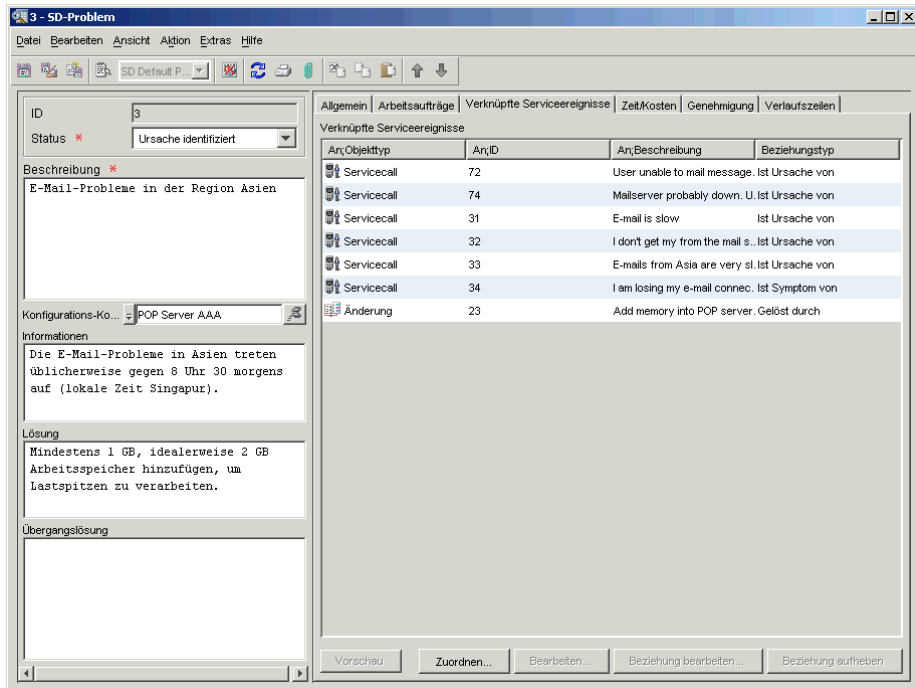 3 - SD-Problem
Datei Bearbeiten Ansicht Aktion Extras Hilfe
SD Default P...
ID 3
Status * Ursache identifiziert
Beschreibung *
E-Mail-Probleme in der Region Asien
Konfigurations-Ko... POP Server AAA
Informationen
Die E-Mail-Probleme in Asien treten
üblicherweise gegen 8 Uhr 30 morgens
auf (lokale Zeit Singapur).
Lösung
Mindestens 1 GB, idealerweise 2 GB
Arbeitsspeicher hinzufügen, um
Lastspitzen zu verarbeiten.
Übergangslösung
Allgemein Arbeitsaufträge Verknüpfte Serviceereignisse Zeit/Kosten Genehmigung Verlaufszeilen
Verknüpfte Serviceereignisse
An;Objekttyp An;ID An;Beschreibung Beziehungstyp
Servicecall 72 User unable to mail message. Ist Ursache von
Servicecall 74 Mailserver probably down. U. Ist Ursache von
Servicecall 31 E-mail is slow Ist Ursache von
Servicecall 32 I don't get my from the mail s.. Ist Ursache von
Servicecall 33 E-mails from Asia are very sl. Ist Ursache von
Servicecall 34 I am losing my e-mail connec. Ist Symptom von
Änderung 23 Add memory into POP server. Gelöst durch
Vorschau Zuordnen... Bearbeiten... Beziehung bearbeiten... Beziehung aufheben